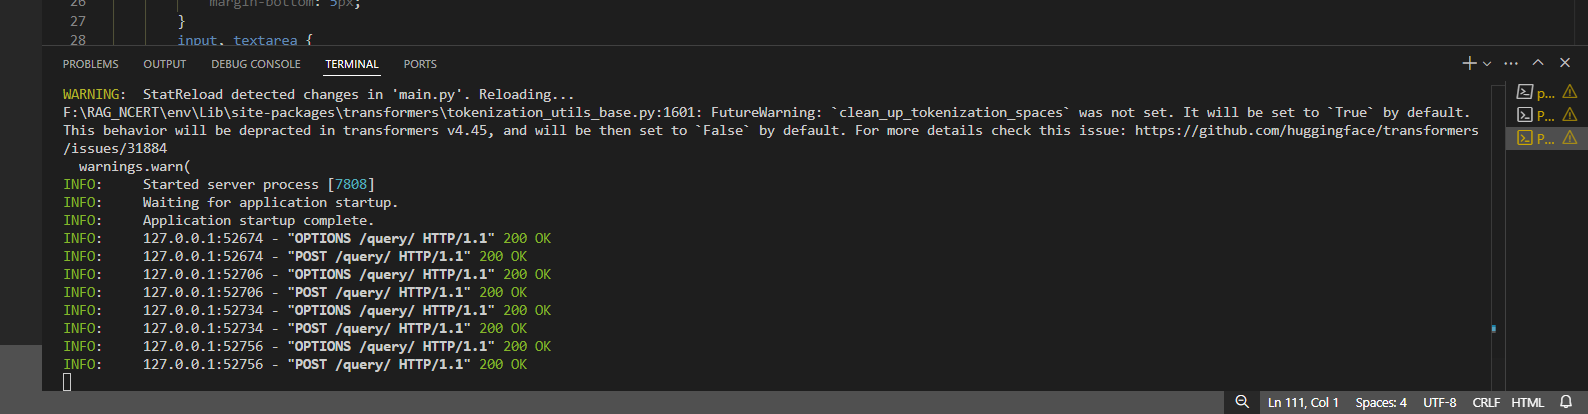 26 margin-bottom: 5px;
27 }
28 input, textarea {
PROBLEMS OUTPUT DEBUG CONSOLE TERMINAL PORTS
WARNING: StatReload detected changes in 'main.py'. Reloading...
F:\RAG_NCERT\env\Lib\site-packages\transformers\tokenization_utils_base.py:1601: FutureWarning: `clean_up_tokenization_spaces` was not set. It will be set to `True` by default.
This behavior will be depracted in transformers v4.45, and will be then set to `False` by default. For more details check this issue: https://github.com/huggingface/transformers
/issues/31884
warnings.warn(
INFO: Started server process [7808]
INFO: Waiting for application startup.
INFO: Application startup complete.
INFO: 127.0.0.1:52674 - "OPTIONS /query/ HTTP/1.1" 200 OK
INFO: 127.0.0.1:52674 - "POST /query/ HTTP/1.1" 200 OK
INFO: 127.0.0.1:52706 - "OPTIONS /query/ HTTP/1.1" 200 OK
INFO: 127.0.0.1:52706 - "POST /query/ HTTP/1.1" 200 OK
INFO: 127.0.0.1:52734 - "OPTIONS /query/ HTTP/1.1" 200 OK
INFO: 127.0.0.1:52734 - "POST /query/ HTTP/1.1" 200 OK
INFO: 127.0.0.1:52756 - "OPTIONS /query/ HTTP/1.1" 200 OK
INFO: 127.0.0.1:52756 - "POST /query/ HTTP/1.1" 200 OK
p...
P...
P...
Ln 111, Col 1 Spaces: 4 UTF-8 CRLF HTML